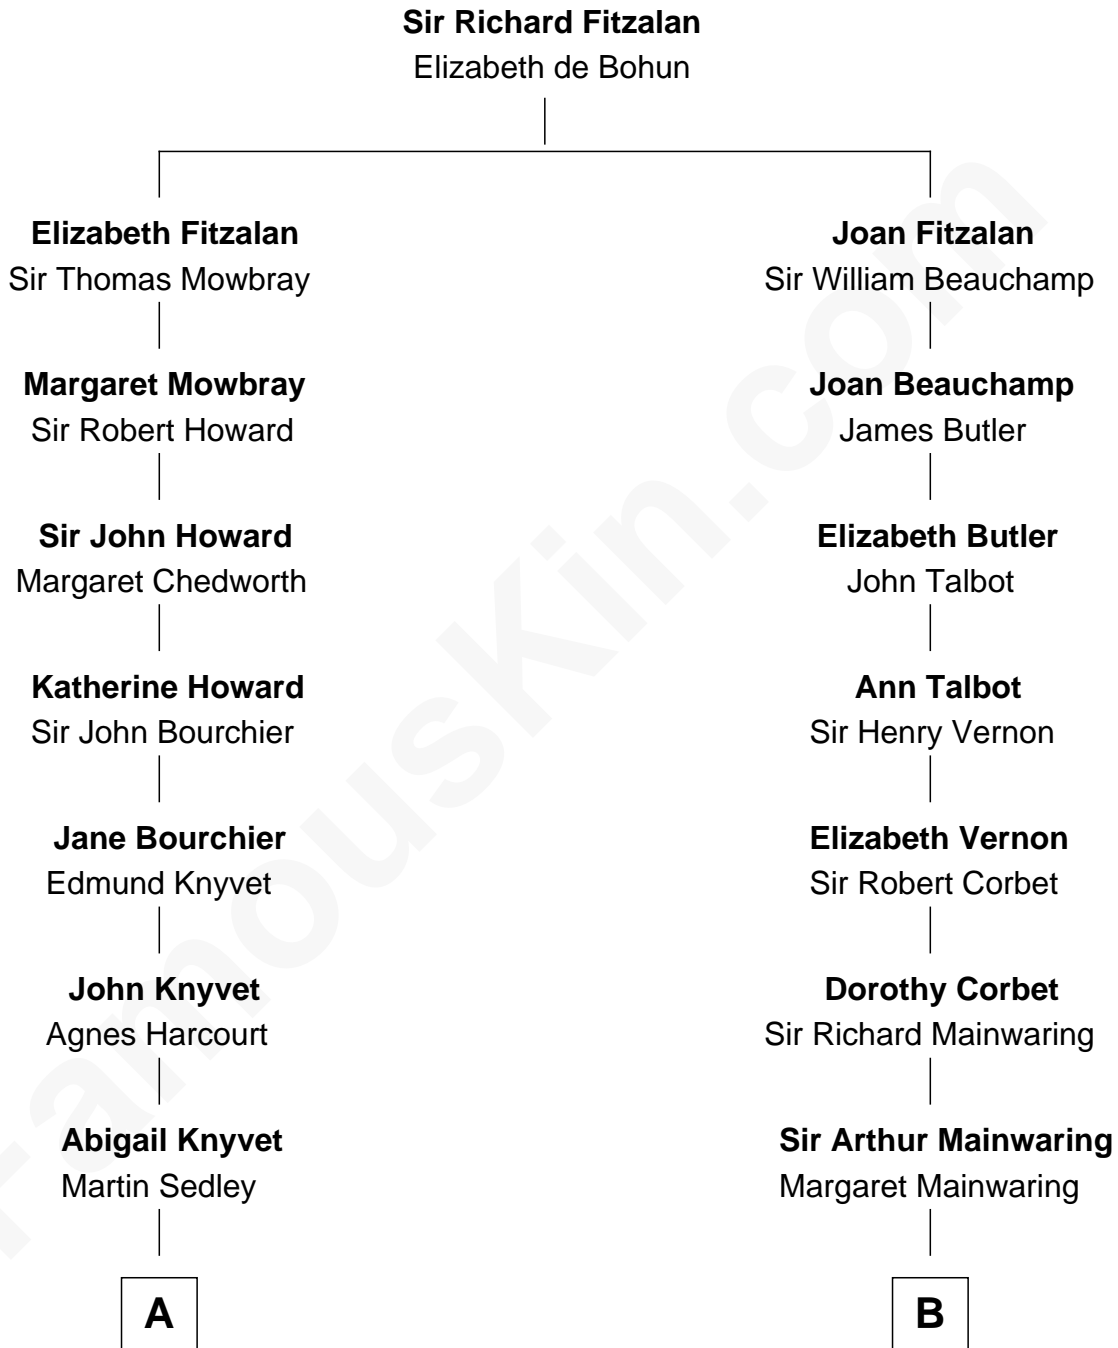 Sir Richard Fitzalan
Elizabeth de Bohun
Elizabeth Fitzalan
Sir Thomas Mowbray
Joan Fitzalan
Sir William Beauchamp
Margaret Mowbray
Sir Robert Howard
Joan Beauchamp
James Butler
Sir John Howard
Margaret Chedworth
Elizabeth Butler
John Talbot
Katherine Howard
Sir John Bourchier
Ann Talbot
Sir Henry Vernon
Jane Bourchier
Edmund Knyvet
Elizabeth Vernon
Sir Robert Corbet
John Knyvet
Agnes Harcourt
Dorothy Corbet
Sir Richard Mainwaring
Abigail Knyvet
Martin Sedley
Sir Arthur Mainwaring
Margaret Mainwaring
A
B
FamousKin.com